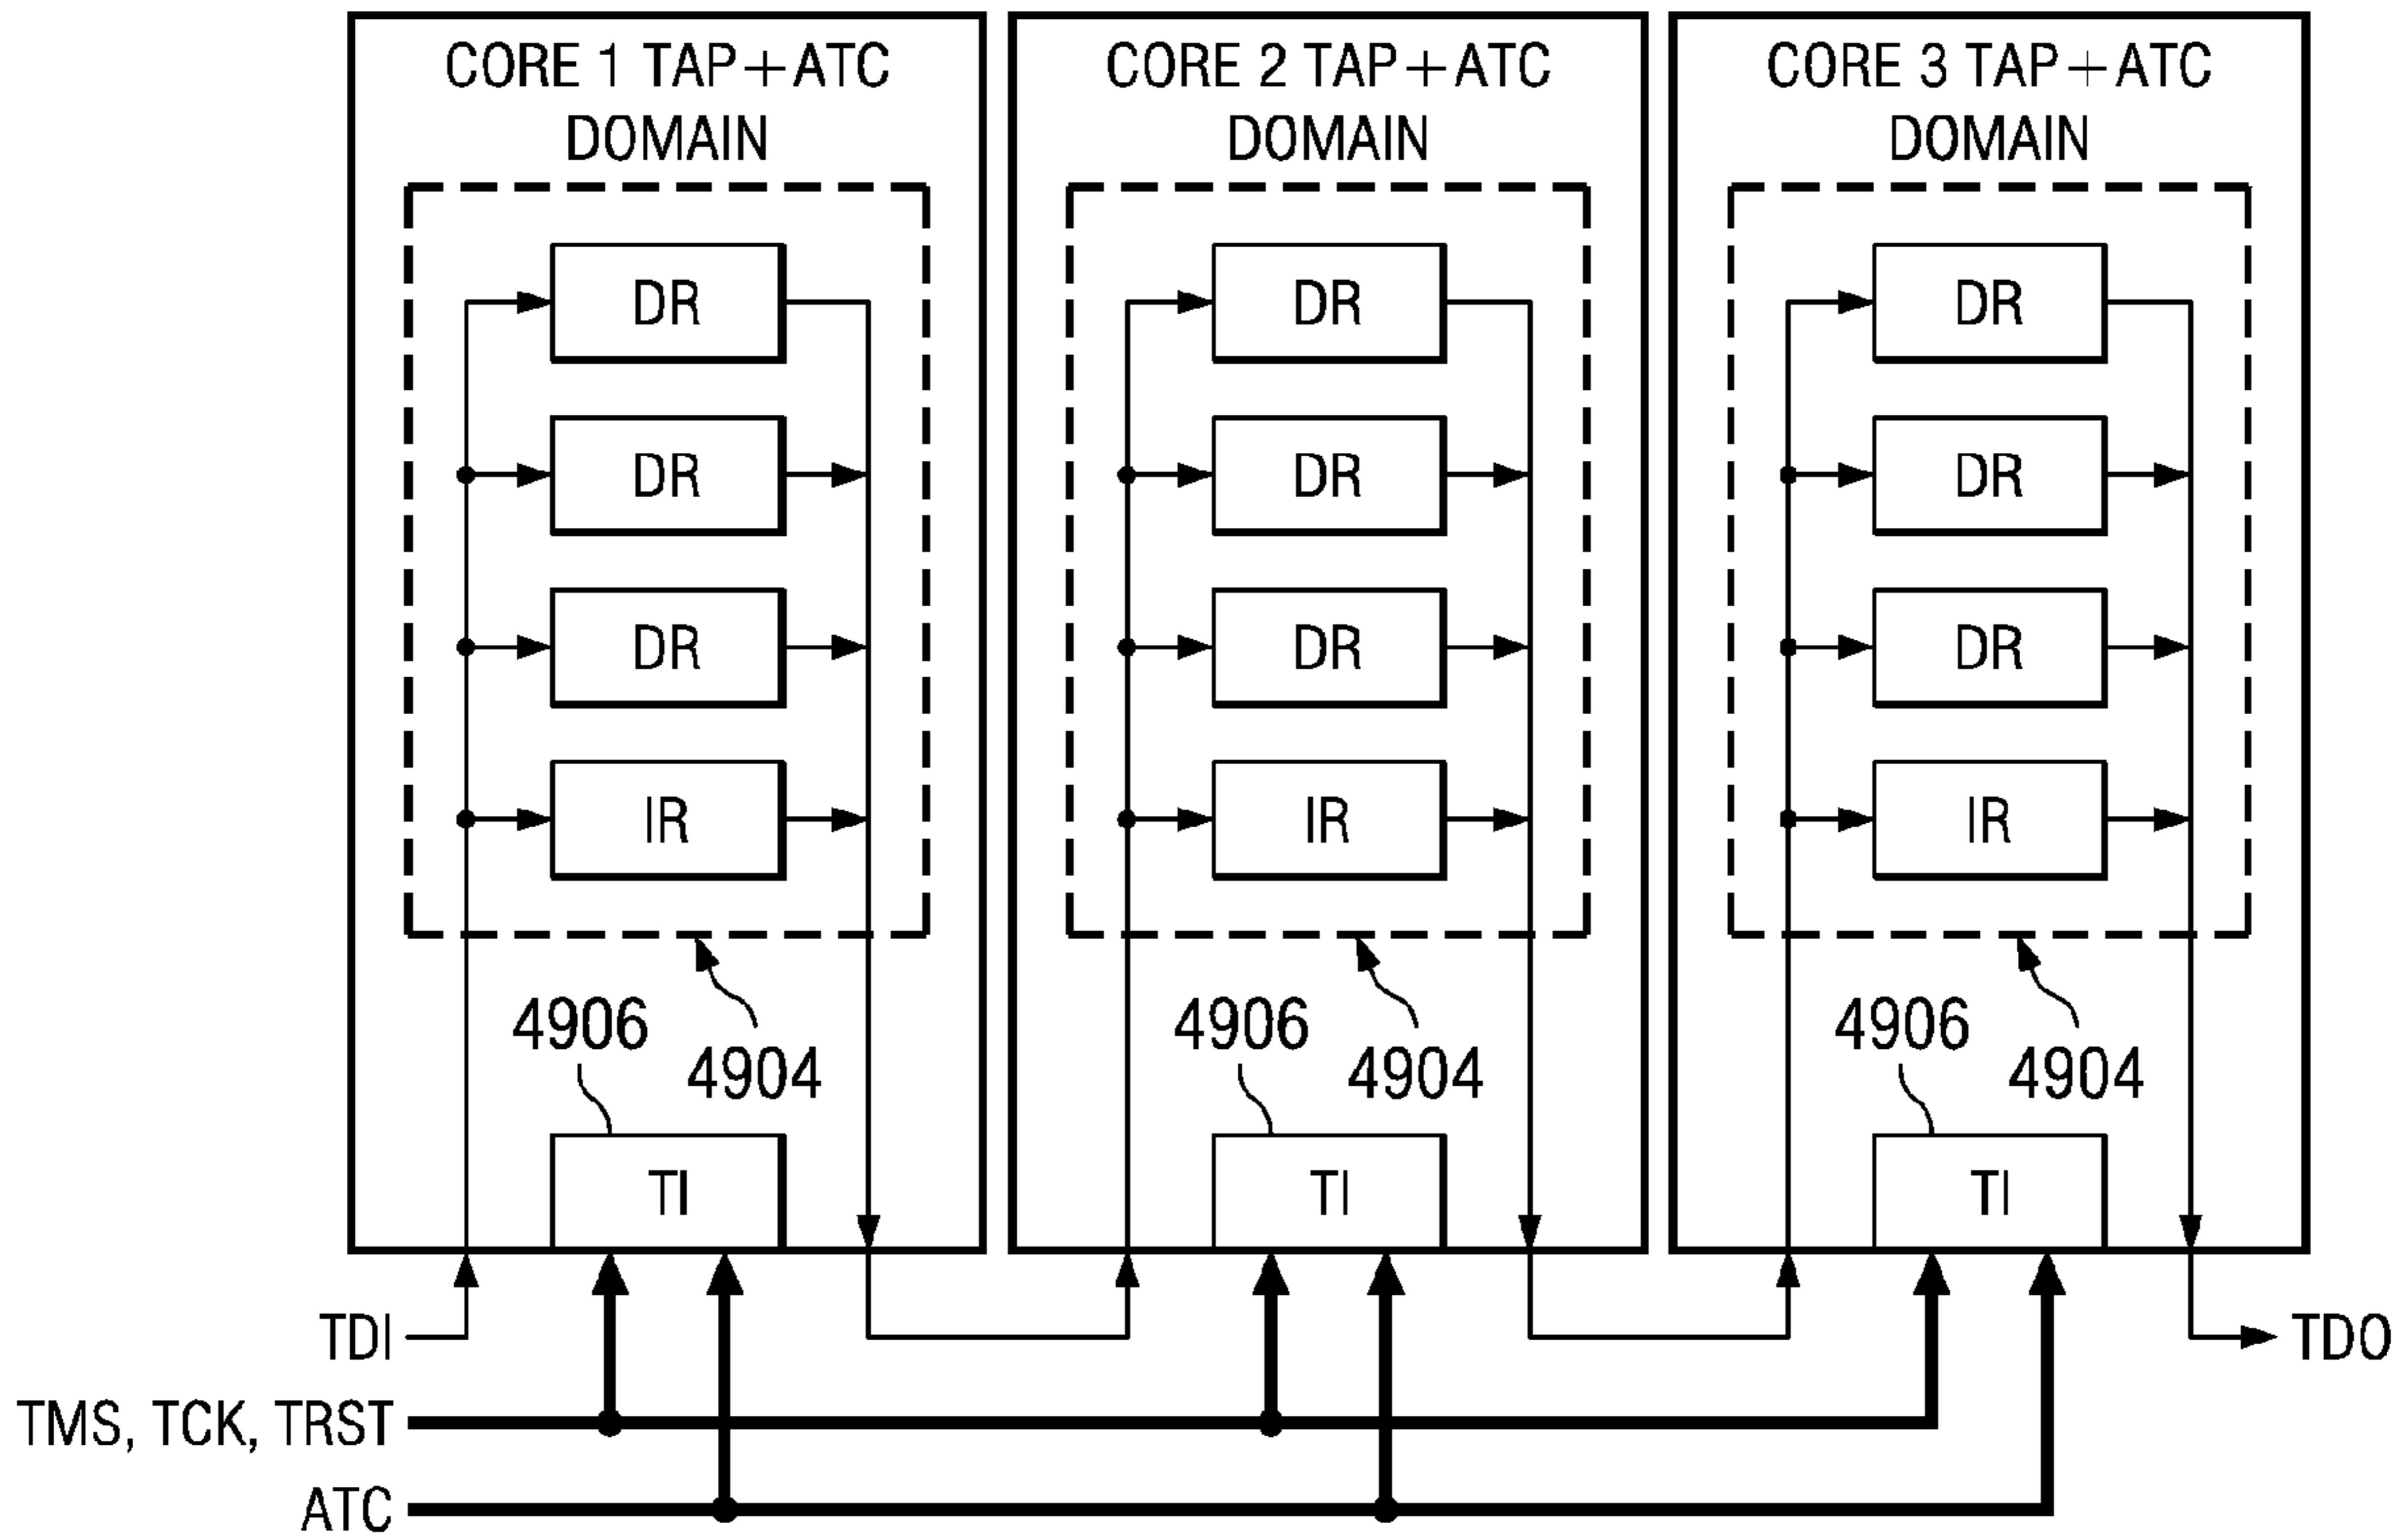 CORE 1 TAP+ATC
DOMAIN
CORE 2 TAP+ATC
DOMAIN
CORE 3 TAP+ATC
DOMAIN
DR
DR
DR
DR
DR
DR
DR
DR
DR
IR
IR
IR
4906
4904
4906
4904
4906
4904
TI
TI
TI
TDI
TDO
TMS, TCK, TRST
ATC